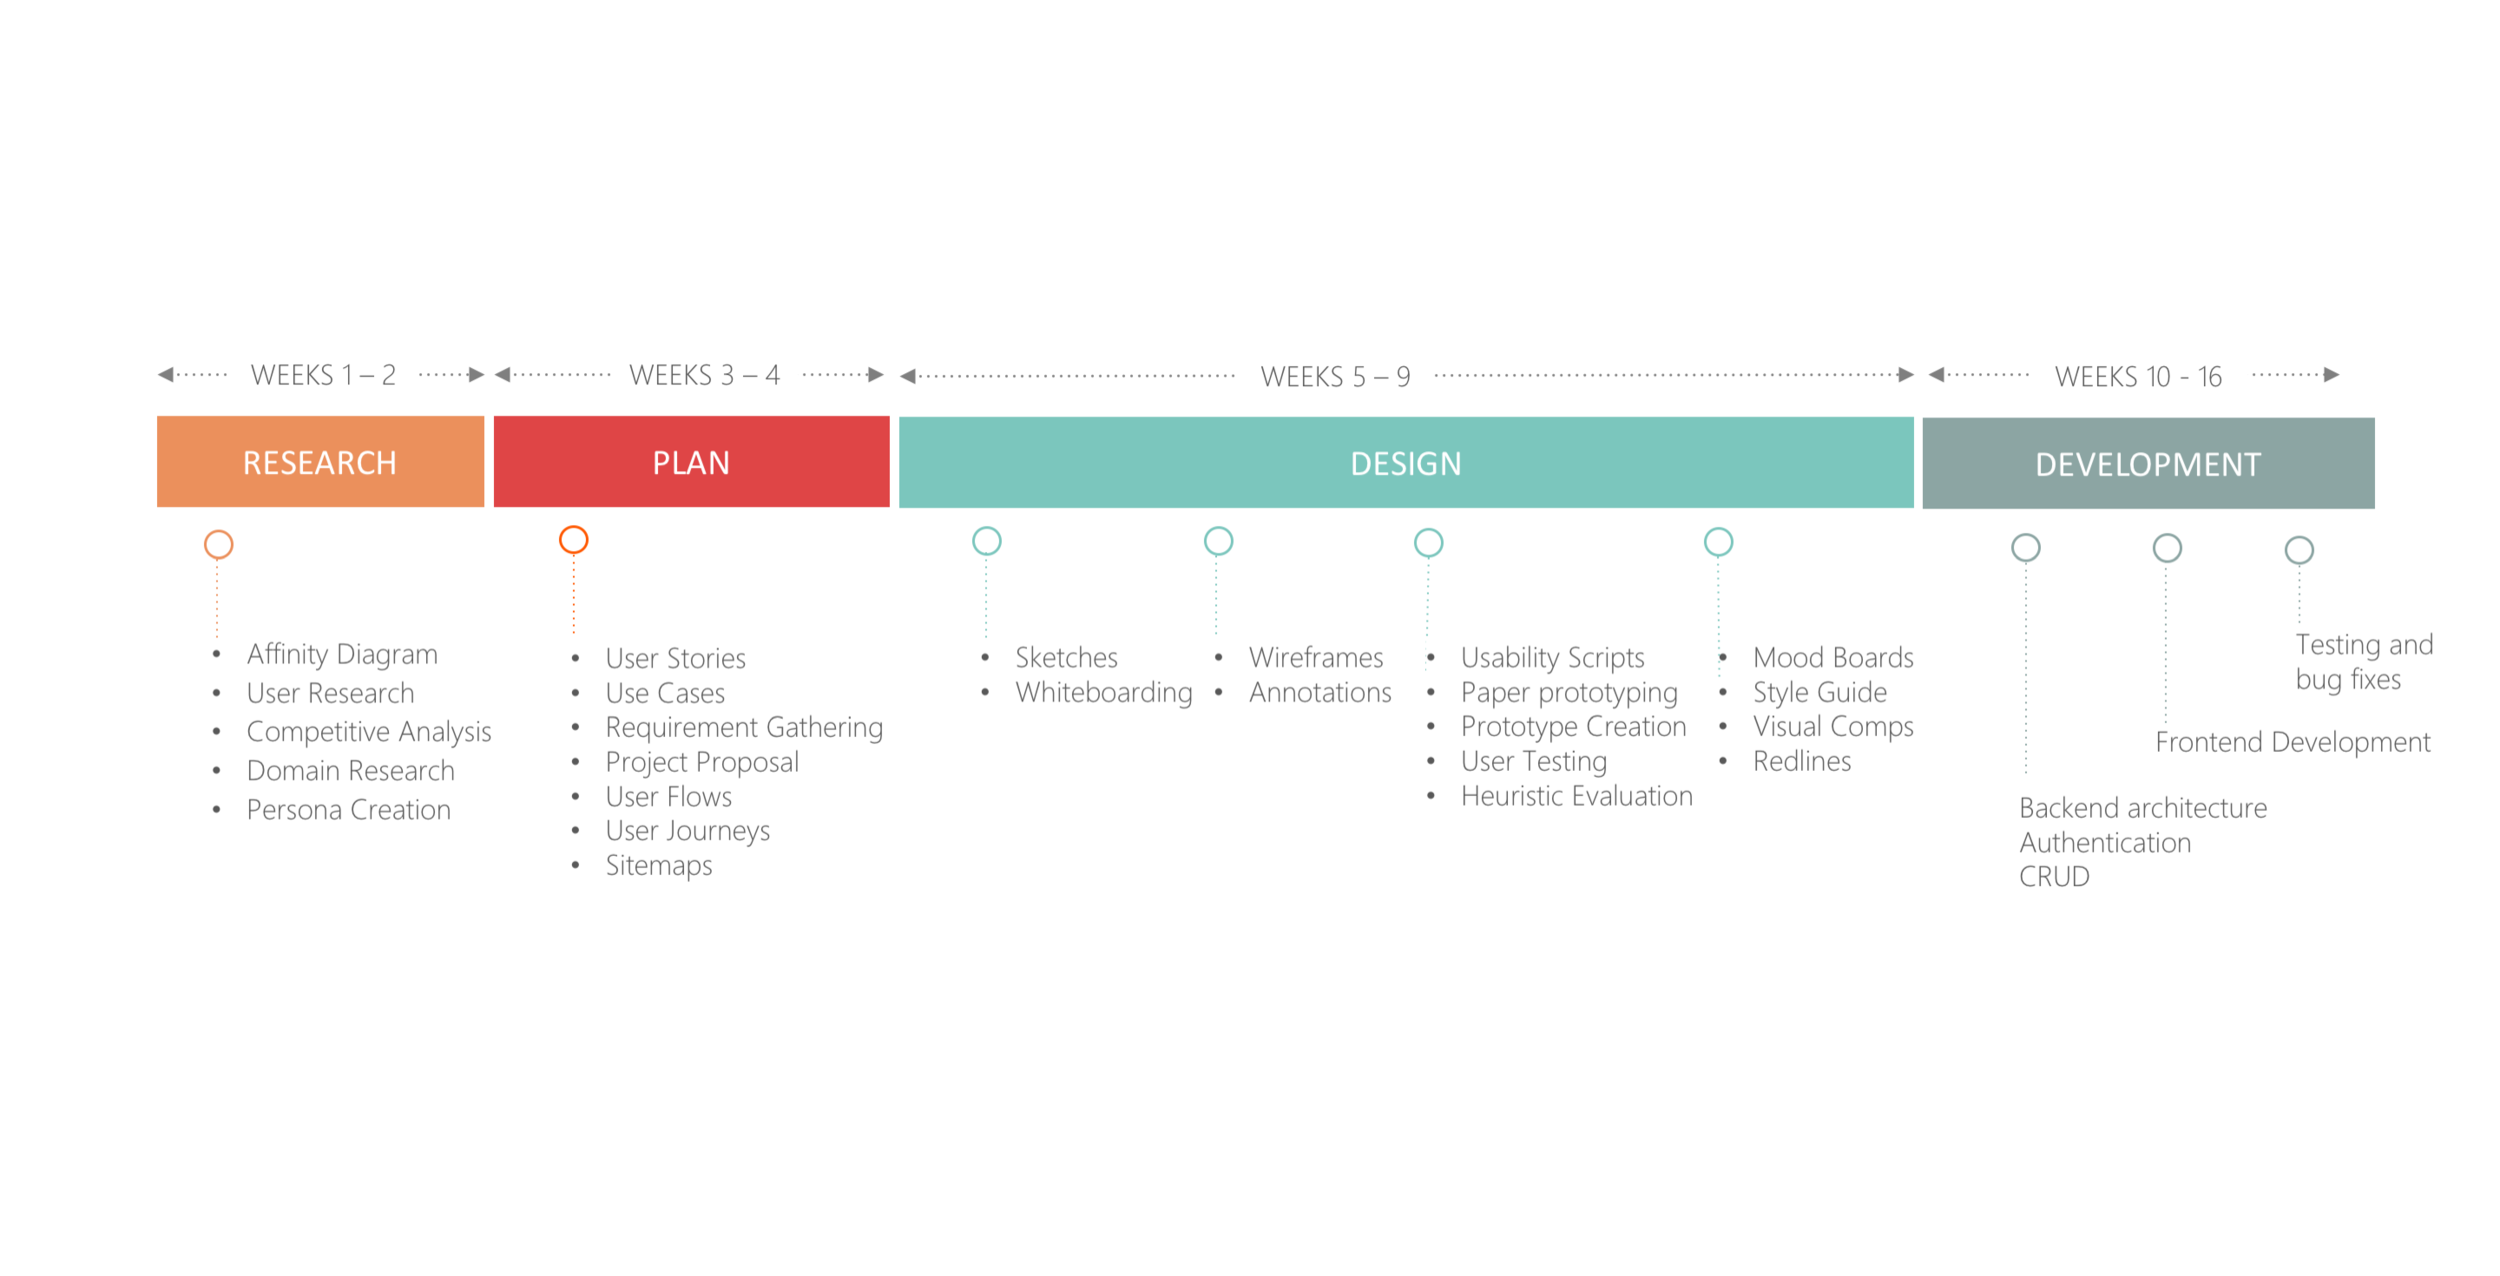 WEEKS 1 – 2
WEEKS 3 – 4
WEEKS 5 – 9
WEEKS 10 - 16
RESEARCH
PLAN
DESIGN
DEVELOPMENT
• Affinity Diagram
• User Research
• Competitive Analysis
• Domain Research
• Persona Creation
• User Stories
• Use Cases
• Requirement Gathering
• Project Proposal
• User Flows
• User Journeys
• Sitemaps
• Sketches
• Whiteboarding
• Wireframes
• Annotations
• Usability Scripts
• Paper prototyping
• Prototype Creation
• User Testing
• Heuristic Evaluation
• Mood Boards
• Style Guide
• Visual Comps
• Redlines
Backend architecture
Authentication
CRUD
Frontend Development
Testing and
bug fixes